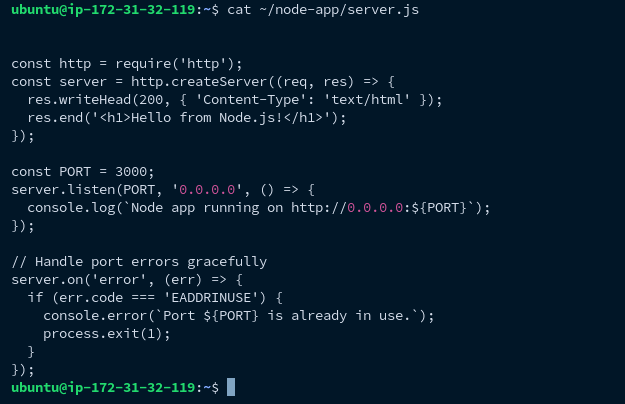 ubuntu@ip-172-31-32-119:~$ cat ~/node-app/server.js
const http = require('http');
const server = http.createServer((req, res) => {
  res.writeHead(200, { 'Content-Type': 'text/html' });
  res.end('<h1>Hello from Node.js!</h1>');
});

const PORT = 3000;
server.listen(PORT, '0.0.0.0', () => {
  console.log(`Node app running on http://0.0.0.0:${PORT}`);
});

// Handle port errors gracefully
server.on('error', (err) => {
  if (err.code === 'EADDRINUSE') {
    console.error(`Port ${PORT} is already in use.`);
    process.exit(1);
  }
});
ubuntu@ip-172-31-32-119:~$